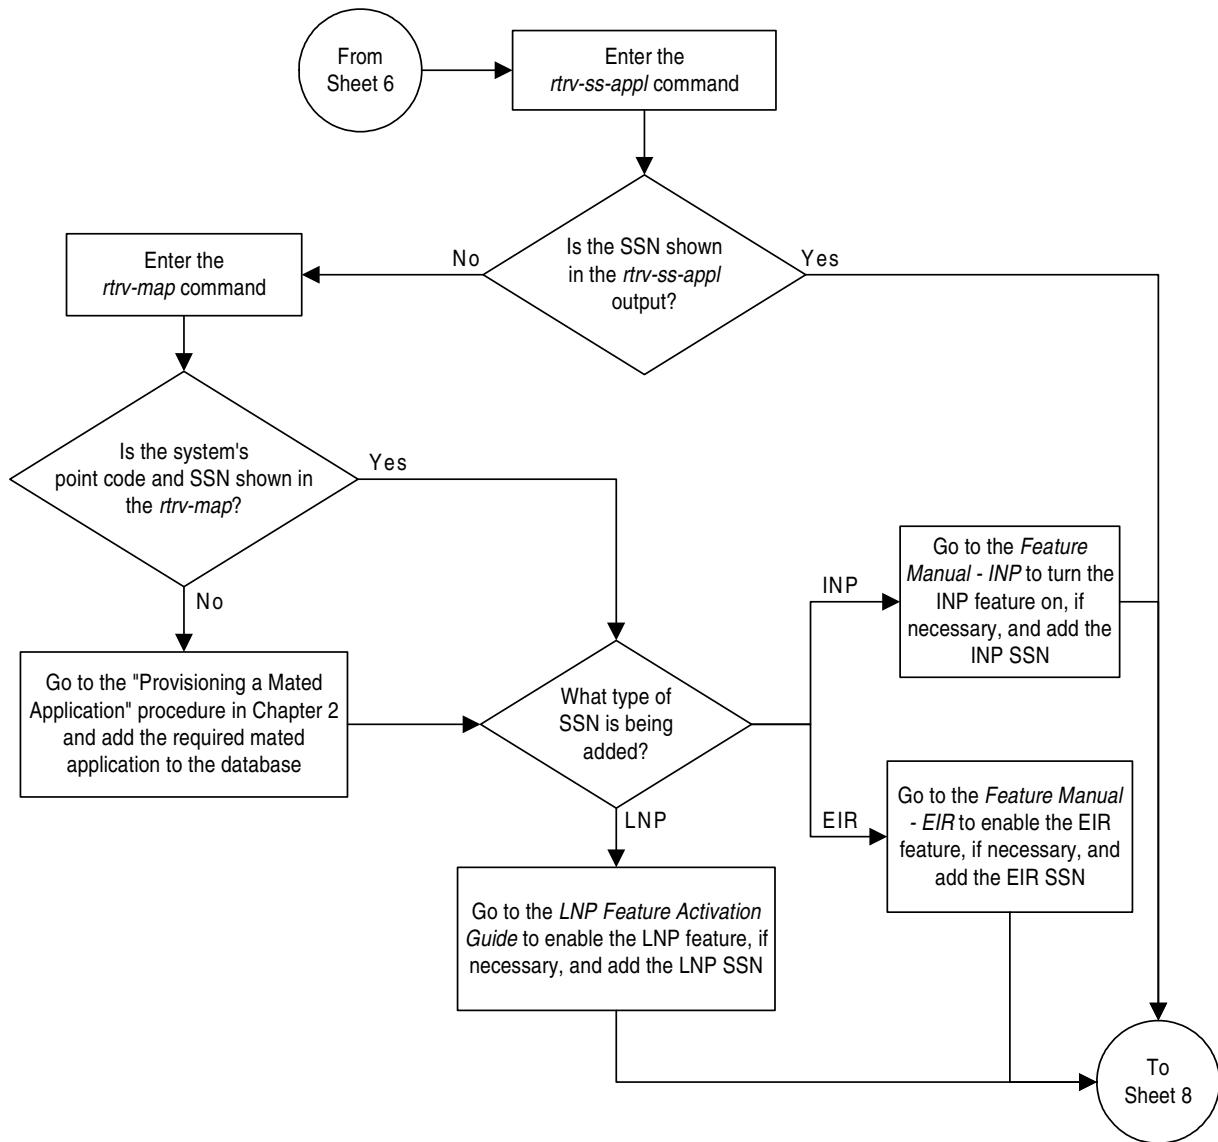 From
Sheet 6
Enter the
rtrv-ss-appl command
Is the SSN shown
in the rtrv-ss-appl
output?
No
Yes
Enter the
rtrv-map command
Is the system's
point code and SSN shown in
the rtrv-map?
Yes
No
Go to the "Provisioning a Mated
Application" procedure in Chapter 2
and add the required mated
application to the database
What type of
SSN is being
added?
INP
Go to the Feature
Manual - INP to turn the
INP feature on, if
necessary, and add the
INP SSN
EIR
Go to the Feature Manual
- EIR to enable the EIR
feature, if necessary, and
add the EIR SSN
LNP
Go to the LNP Feature Activation
Guide to enable the LNP feature, if
necessary, and add the LNP SSN
To
Sheet 8